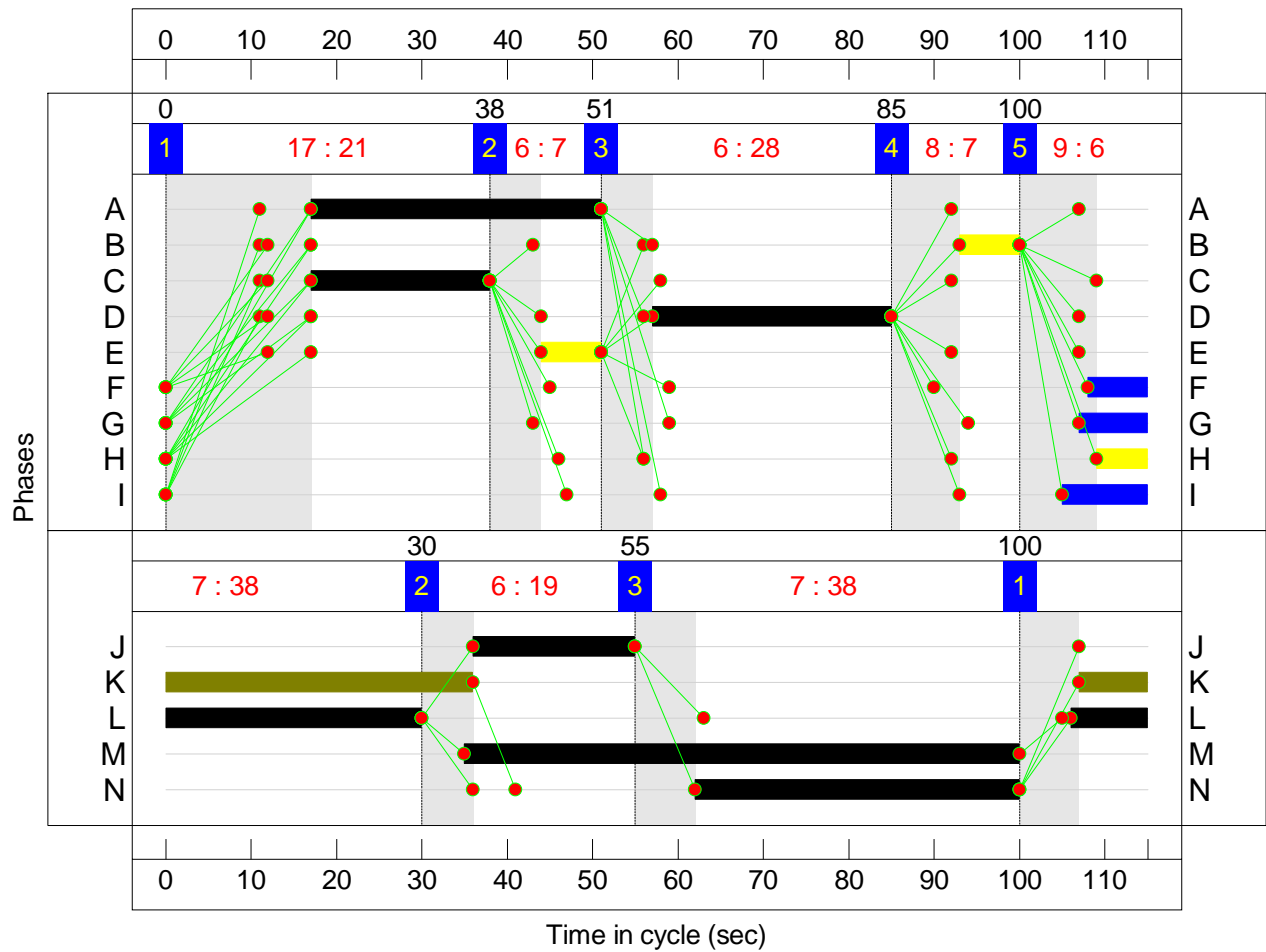 0 10 20 30 40 50 60 70 80 90 100 110
0 38 51 85 100
1 17 : 21 2 6 : 7 3 6 : 28 4 8 : 7 5 9 : 6
A A
B B
C C
D D
E E
F F
G G
H H
I I
Phases
30 55 100
7 : 38 2 6 : 19 3 7 : 38 1
J J
K K
L L
M M
N N
0 10 20 30 40 50 60 70 80 90 100 110
Time in cycle (sec)